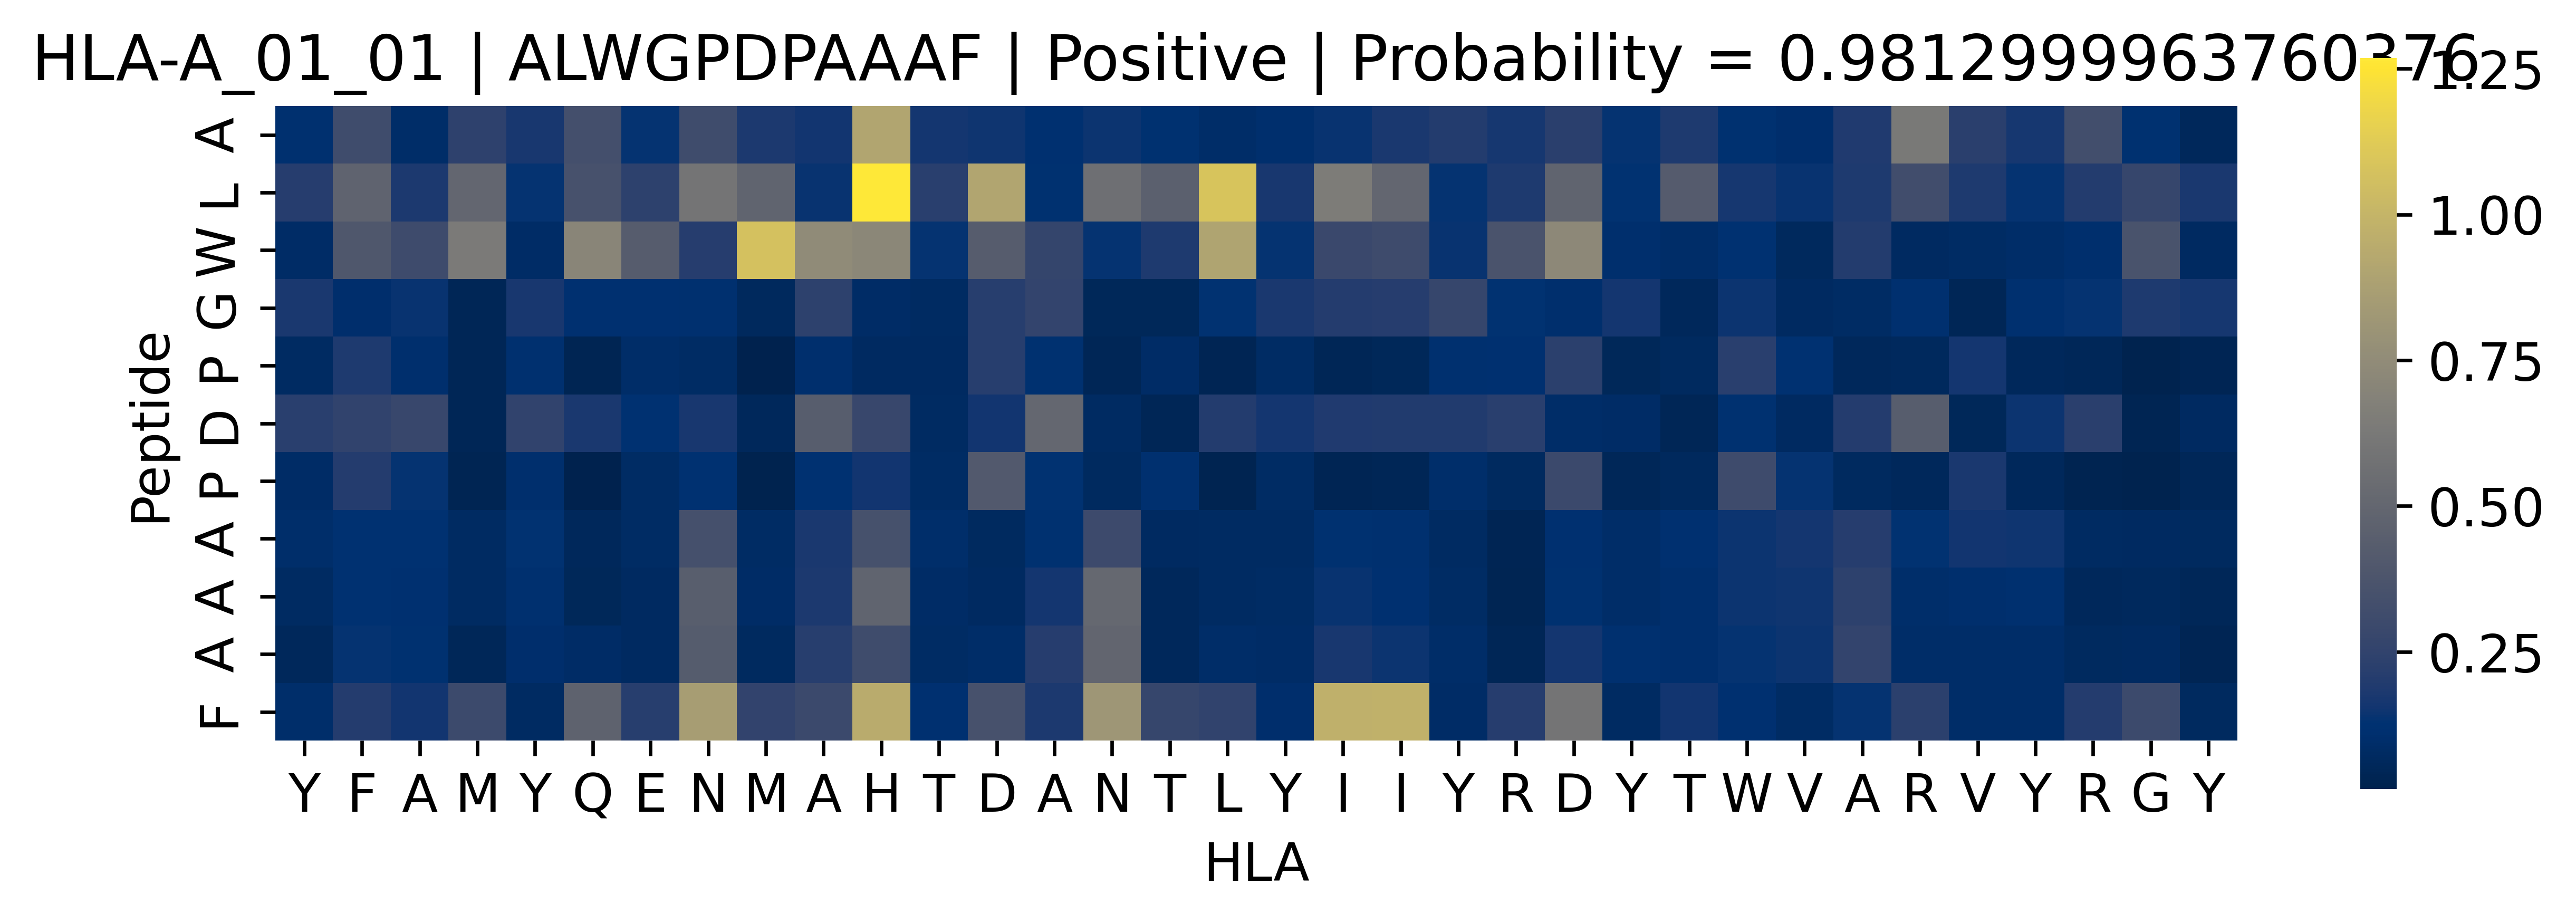 HLA-A_01_01 | ALWGPDPAAAF | Positive | Probability = 0.9812999963760376
A
L
W
G
P
D
P
A
A
A
F
Peptide
Y F A M Y Q E N M A H T D A N T L Y I I Y R D Y T W V A R V Y R G Y
HLA
1.25
1.00
0.75
0.50
0.25